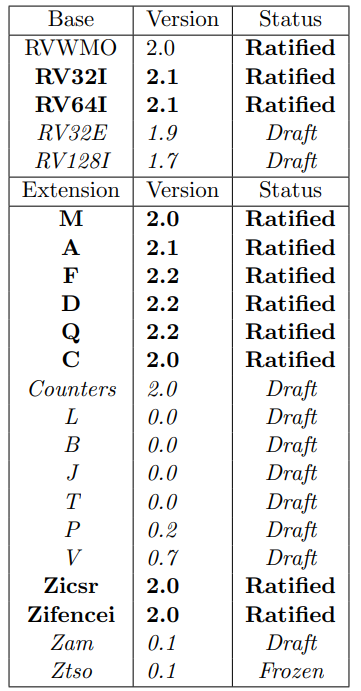 Base Version Status
RVWMO 2.0 Ratified
RV32I 2.1 Ratified
RV64I 2.1 Ratified
RV32E 1.9 Draft
RV128I 1.7 Draft
Extension Version Status
M 2.0 Ratified
A 2.1 Ratified
F 2.2 Ratified
D 2.2 Ratified
Q 2.2 Ratified
C 2.0 Ratified
Counters 2.0 Draft
L 0.0 Draft
B 0.0 Draft
J 0.0 Draft
T 0.0 Draft
P 0.2 Draft
V 0.7 Draft
Zicsr 2.0 Ratified
Zifencei 2.0 Ratified
Zam 0.1 Draft
Ztso 0.1 Frozen